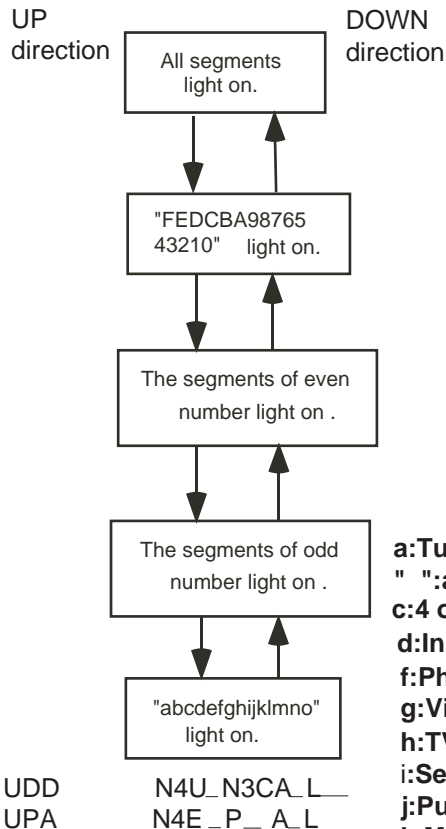 UP
direction
DOWN
direction
All segments
light on.
"FEDCBA98765
43210" light on.
The segments of even
number light on .
The segments of odd
number light on .
"abcdefghijklmno"
light on.
a:Tu
" ":a
c:4 c
d:In
f:Ph
g:Vi
h:TV
i:Se
j:Pu
UDD N4U_N3CA_L__
UPA N4E _P_ A_L